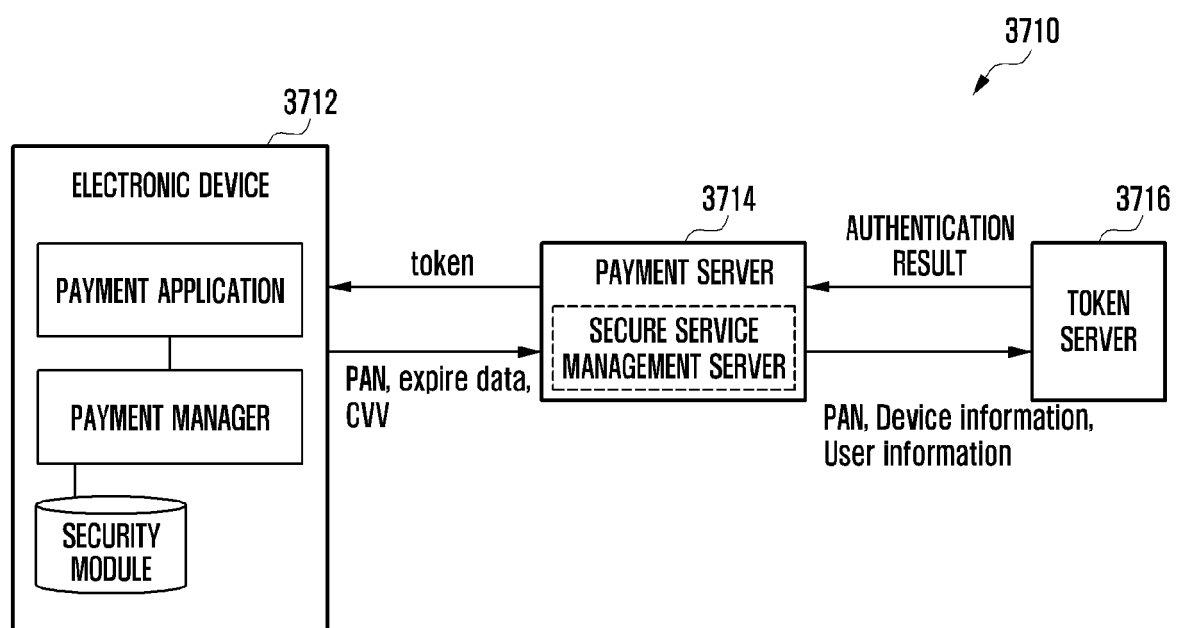 3710
3712
ELECTRONIC DEVICE
PAYMENT APPLICATION
PAYMENT MANAGER
SECURITY
MODULE
token
PAN, expire data,
CVV
3714
PAYMENT SERVER
SECURE SERVICE
MANAGEMENT SERVER
AUTHENTICATION
RESULT
PAN, Device information,
User information
3716
TOKEN
SERVER